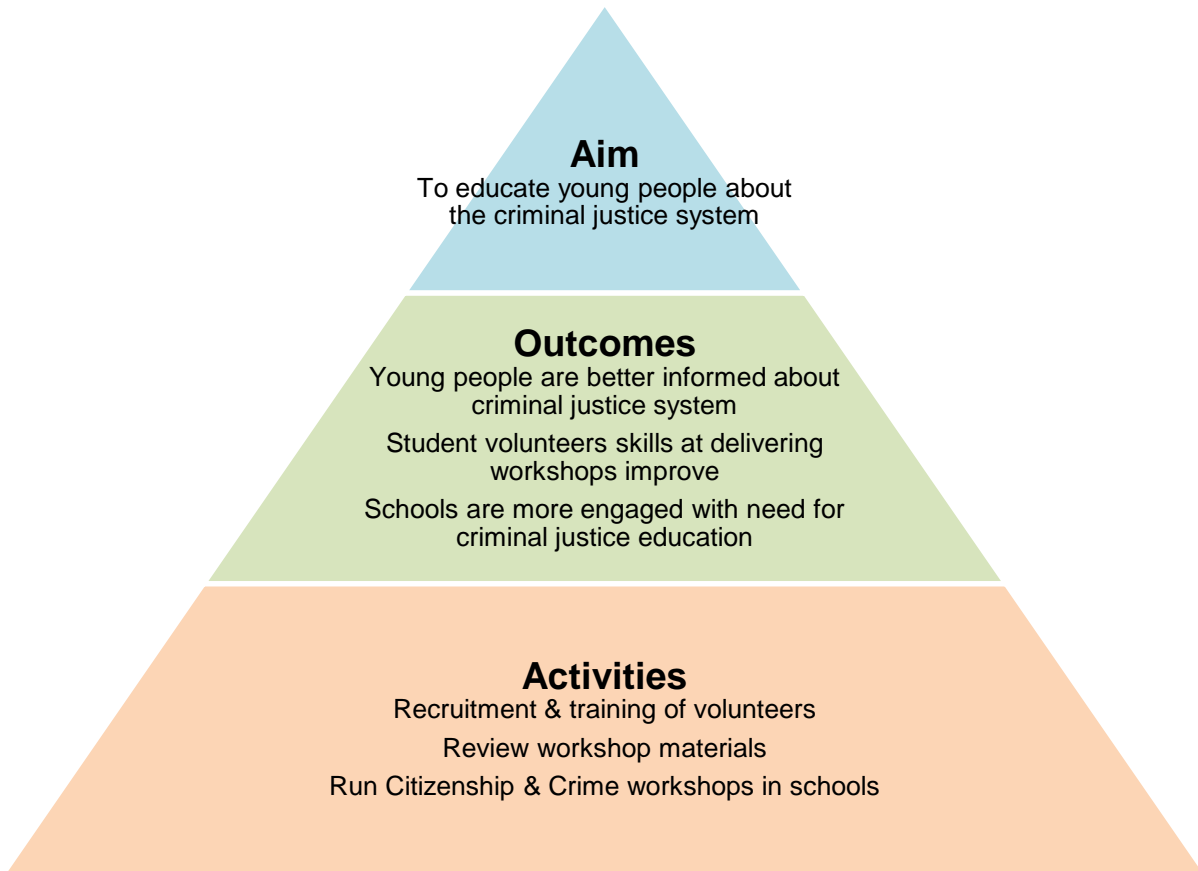 Aim
To educate young people about
the criminal justice system
Outcomes
Young people are better informed about
criminal justice system
Student volunteers skills at delivering
workshops improve
Schools are more engaged with need for
criminal justice education
Activities
Recruitment & training of volunteers
Review workshop materials
Run Citizenship & Crime workshops in schools